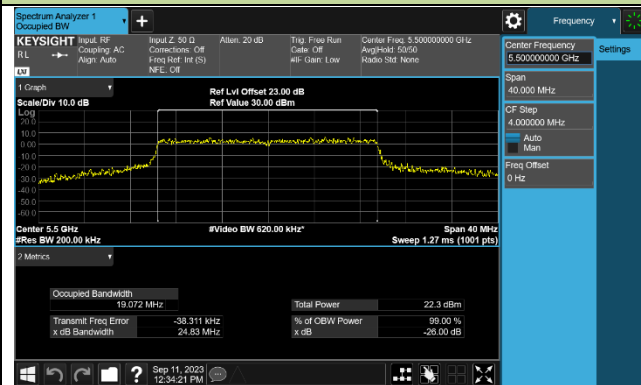 Spectrum Analyzer 1
Occupied BW
Frequency
KEYSIGHT
RL
LXI
Input: RF
Coupling: AC
Align: Auto
Input Z: 50 Ω
Corrections: Off
Freq Ref: Int (S)
NFE: Off
Atten: 20 dB
Trig: Free Run
Gate: Off
#IF Gain: Low
Center Freq: 5.500000000 GHz
Avg|Hold: 50/50
Radio Std: None
Center Frequency
5.500000000 GHz
Settings
Span
40.000 MHz
CF Step
4.000000 MHz
Auto
Man
Freq Offset
0 Hz
1 Graph
Scale/Div 10.0 dB
Ref Lvl Offset 23.00 dB
Ref Value 30.00 dBm
Log
20.0
10.0
0.00
-10.0
-20.0
-30.0
-40.0
-50.0
-60.0
Center 5.5 GHz
#Video BW 620.00 kHz*
Span 40 MHz
#Res BW 200.00 kHz
Sweep 1.27 ms (1001 pts)
2 Metrics
Occupied Bandwidth
19.072 MHz
Total Power 22.3 dBm
Transmit Freq Error -38.311 kHz
% of OBW Power 99.00 %
x dB Bandwidth 24.83 MHz
x dB -26.00 dB
?
Sep 11, 2023
12:34:21 PM